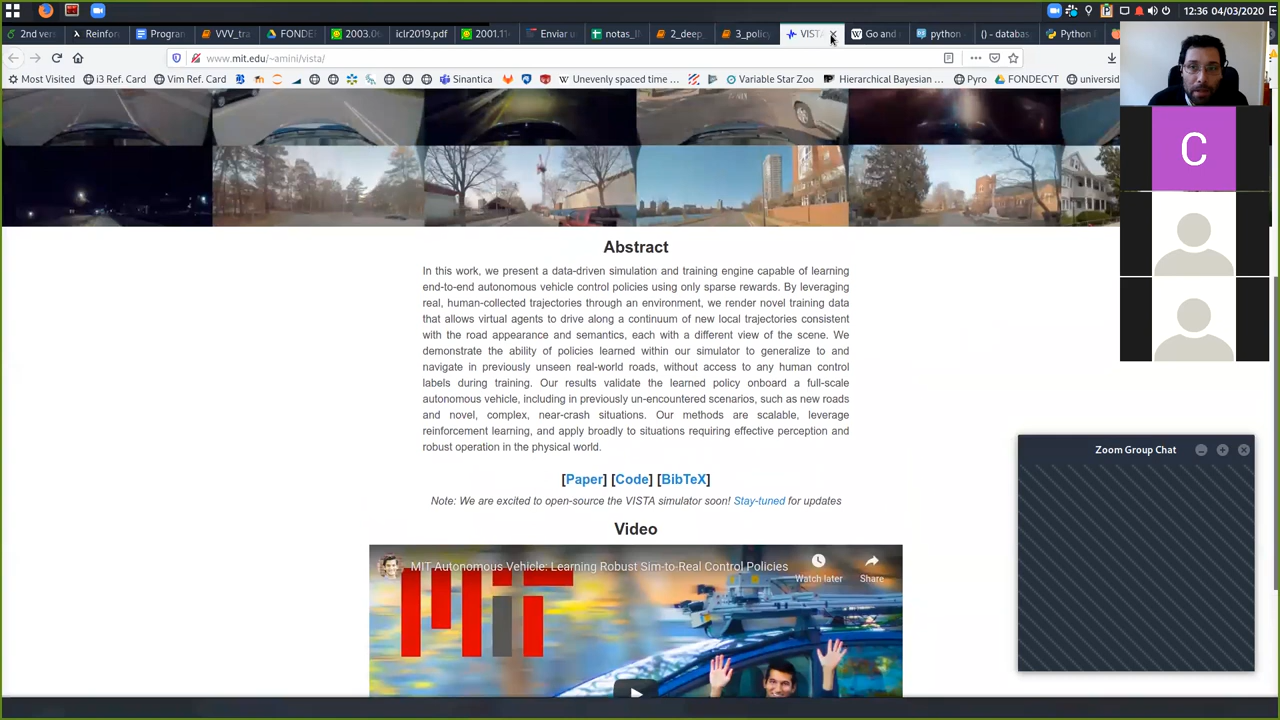 12:36 04/03/2020
2nd vers
Reinfor
Program
VVV_tra
FONDE
2003.06
iclr2019.pdf
2001.11
Enviar u
notas_I
2_deep_
3_policy
VISTA
Go and
python
() - databas
Python l
www.mit.edu/~amini/vista/
Most Visited
i3 Ref. Card
Vim Ref. Card
Sinantica
Unevenly spaced time ...
Variable Star Zoo
Hierarchical Bayesian ...
Pyro
FONDECYT
universid
C
Abstract
In this work, we present a data-driven simulation and training engine capable of learning
end-to-end autonomous vehicle control policies using only sparse rewards. By leveraging
real, human-collected trajectories through an environment, we render novel training data
that allows virtual agents to drive along a continuum of new local trajectories consistent
with the road appearance and semantics, each with a different view of the scene. We
demonstrate the ability of policies learned within our simulator to generalize to and
navigate in previously unseen real-world roads, without access to any human control
labels during training. Our results validate the learned policy onboard a full-scale
autonomous vehicle, including in previously un-encountered scenarios, such as new roads
and novel, complex, near-crash situations. Our methods are scalable, leverage
reinforcement learning, and apply broadly to situations requiring effective perception and
robust operation in the physical world.
[Paper] [Code] [BibTeX]
Note: We are excited to open-source the VISTA simulator soon! Stay-tuned for updates
Video
MIT Autonomous Vehicle: Learning Robust Sim-to-Real Control Policies
Watch later
Share
Zoom Group Chat